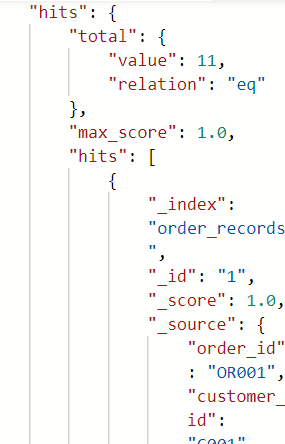 "hits": {
"total": {
"value": 11,
"relation": "eq"
},
"max_score": 1.0,
"hits": [
{
"_index":
"order_records
",
"_id": "1",
"_score": 1.0,
"_source": {
"order_id"
: "OR001",
"customer_
id":
"C001"